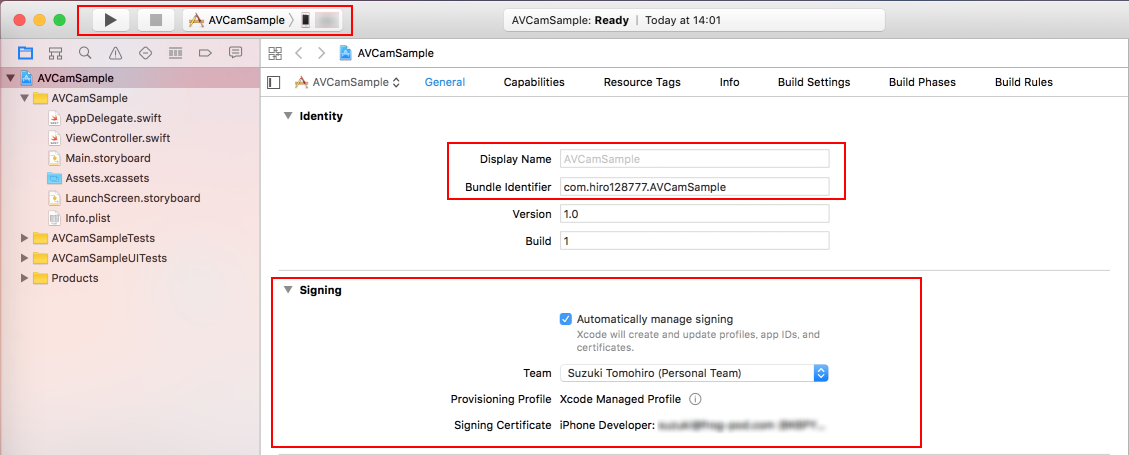 AVCamSample
AVCamSample: Ready | Today at 14:01
AVCamSample
AVCamSample
AVCamSample
General
Capabilities
Resource Tags
Info
Build Settings
Build Phases
Build Rules
AVCamSample
AppDelegate.swift
ViewController.swift
Main.storyboard
Assets.xcassets
LaunchScreen.storyboard
Info.plist
AVCamSampleTests
AVCamSampleUITests
Products
Identity
Display Name AVCamSample
Bundle Identifier com.hiro128777.AVCamSample
Version 1.0
Build 1
Signing
Automatically manage signing
Xcode will create and update profiles, app IDs, and
certificates.
Team Suzuki Tomohiro (Personal Team)
Provisioning Profile Xcode Managed Profile
Signing Certificate iPhone Developer: